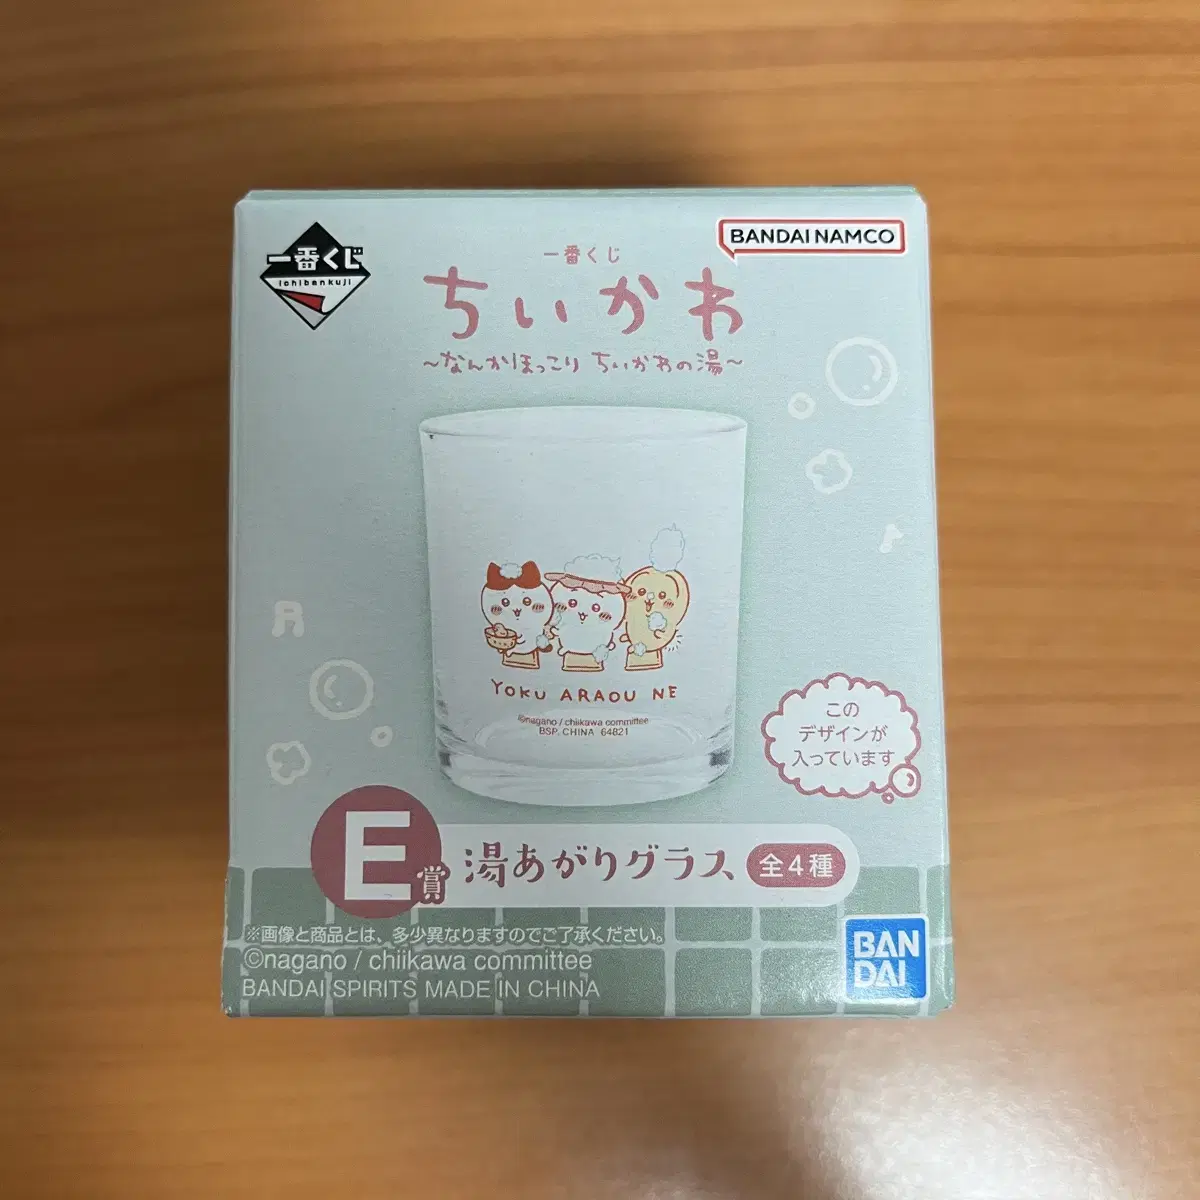 一番くじ
ichibankuji
BANDAI NAMCO
一番くじ
ちいかわ
～なんかほっこり ちいかわの湯～
YOKU ARAOU NE
©nagano / chiikawa committee
BSP. CHINA 64821
この
デザインが
入っています
E賞 湯あがりグラス 全4種
※画像と商品とは、多少異なりますのでご了承ください。
©nagano / chiikawa committee
BANDAI SPIRITS MADE IN CHINA
BAN
DAI